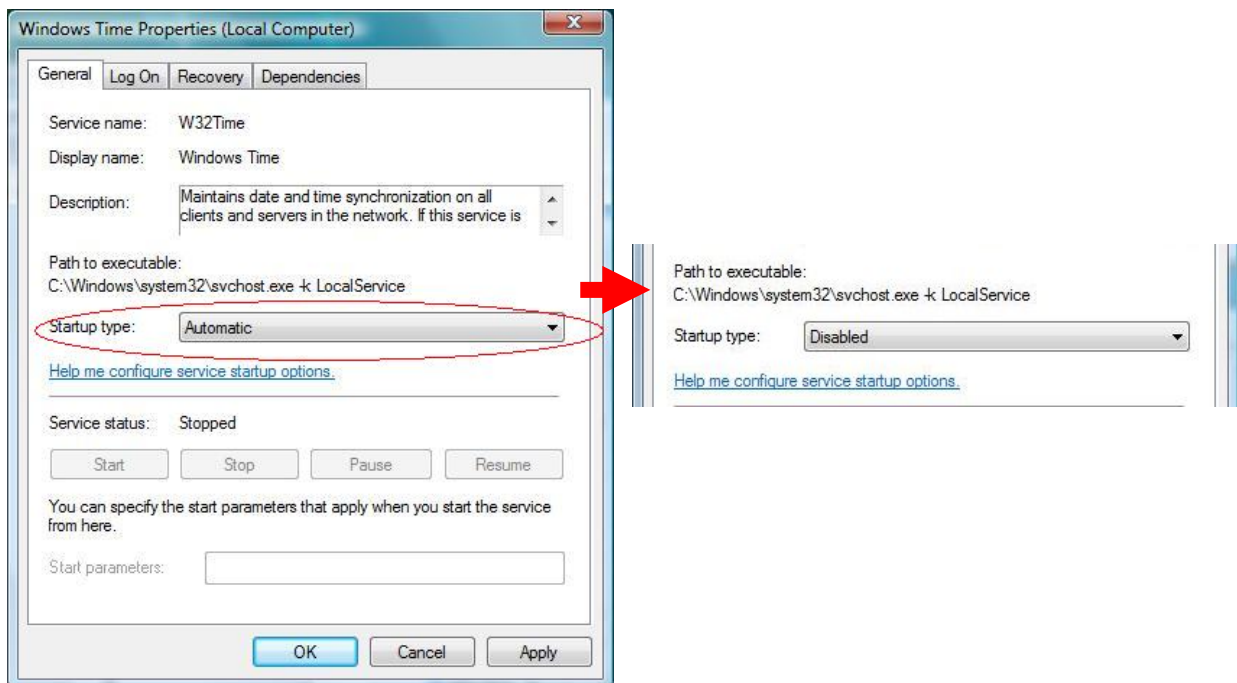 Windows Time Properties (Local Computer)
General Log On Recovery Dependencies
Service name: W32Time
Display name: Windows Time
Description: Maintains date and time synchronization on all
clients and servers in the network. If this service is
Path to executable:
C:\Windows\system32\svchost.exe -k LocalService
Startup type: Automatic
Help me configure service startup options.
Service status: Stopped
Start Stop Pause Resume
You can specify the start parameters that apply when you start the service
from here.
Start parameters:
OK Cancel Apply
Path to executable:
C:\Windows\system32\svchost.exe -k LocalService
Startup type: Disabled
Help me configure service startup options.